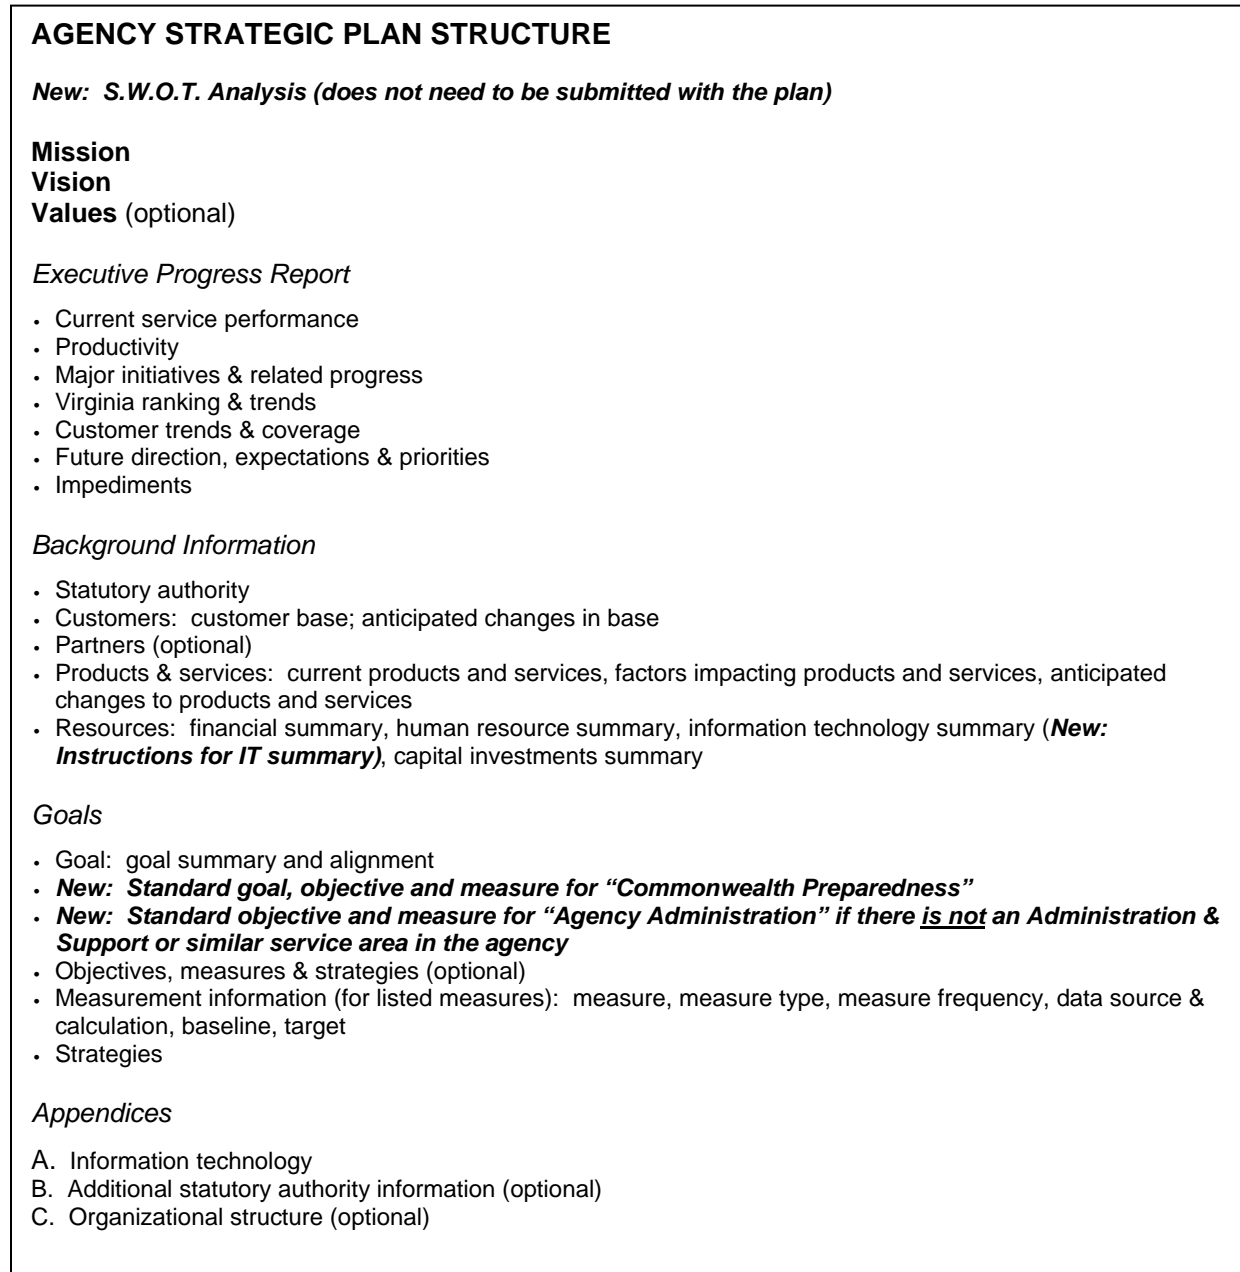 AGENCY STRATEGIC PLAN STRUCTURE
New: S.W.O.T. Analysis (does not need to be submitted with the plan)
Mission
Vision
Values (optional)
Executive Progress Report
• Current service performance
• Productivity
• Major initiatives & related progress
• Virginia ranking & trends
• Customer trends & coverage
• Future direction, expectations & priorities
• Impediments
Background Information
• Statutory authority
• Customers: customer base; anticipated changes in base
• Partners (optional)
• Products & services: current products and services, factors impacting products and services, anticipated
changes to products and services
• Resources: financial summary, human resource summary, information technology summary (New:
Instructions for IT summary), capital investments summary
Goals
• Goal: goal summary and alignment
• New: Standard goal, objective and measure for “Commonwealth Preparedness”
• New: Standard objective and measure for “Agency Administration” if there is not an Administration &
Support or similar service area in the agency
• Objectives, measures & strategies (optional)
• Measurement information (for listed measures): measure, measure type, measure frequency, data source &
calculation, baseline, target
• Strategies
Appendices
A. Information technology
B. Additional statutory authority information (optional)
C. Organizational structure (optional)